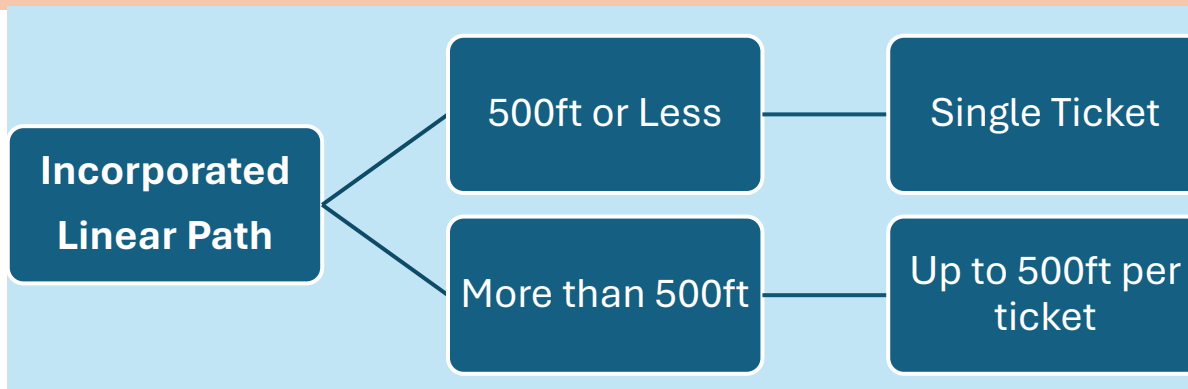 Incorporated
Linear Path
500ft or Less
Single Ticket
More than 500ft
Up to 500ft per
ticket